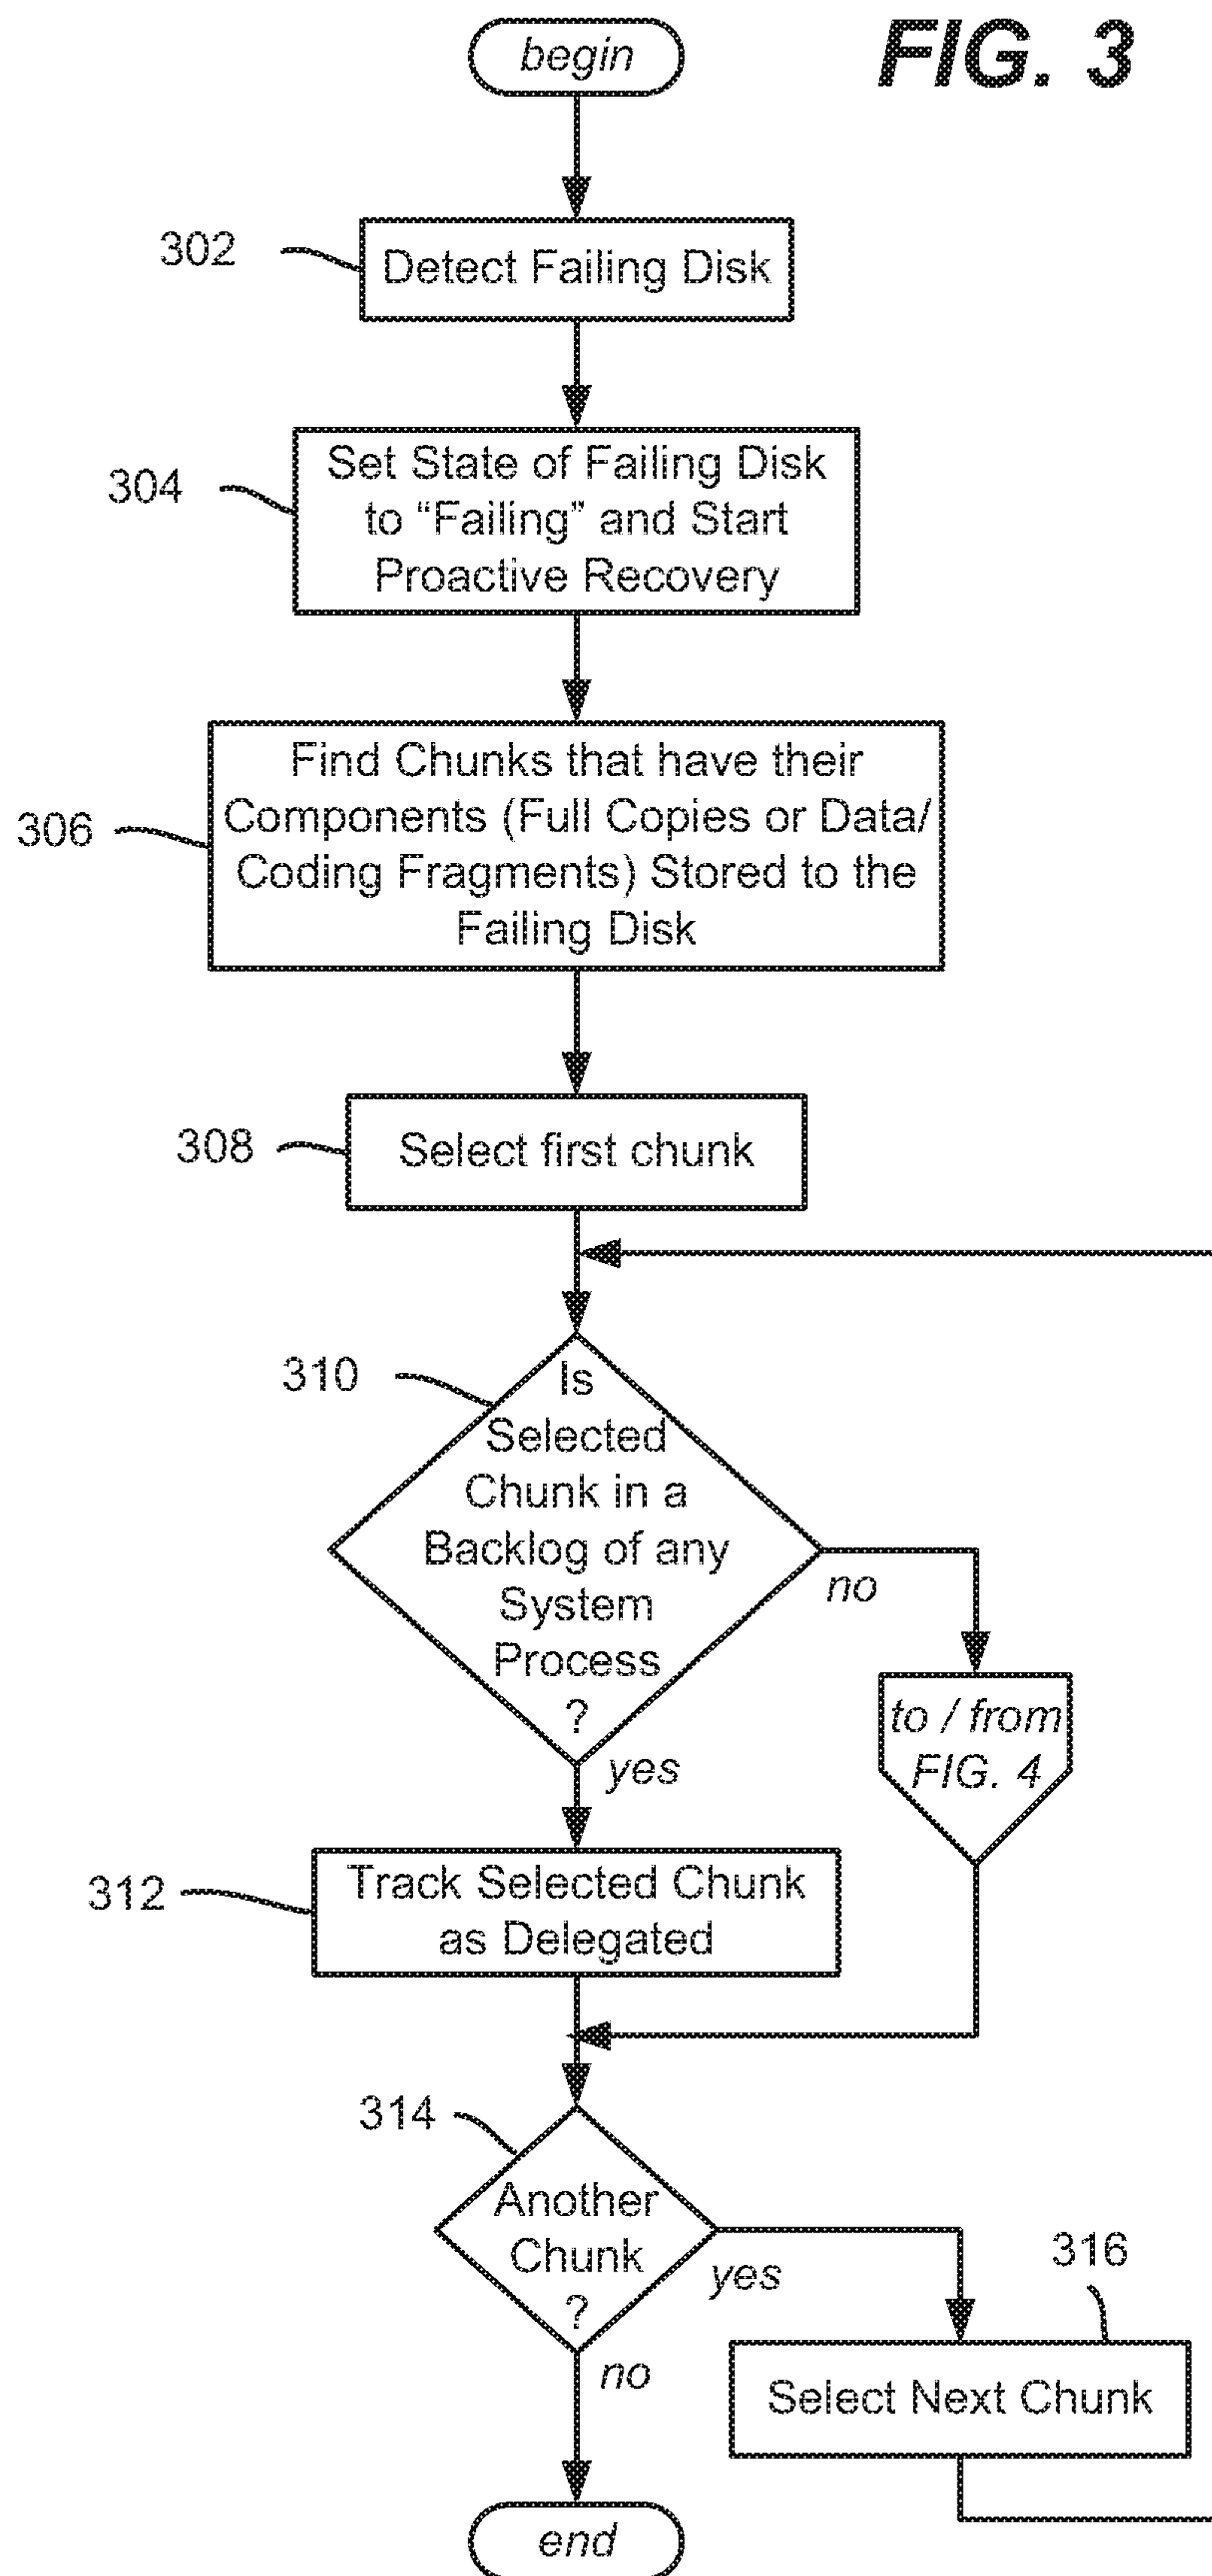 FIG. 3
begin
302
Detect Failing Disk
304
Set State of Failing Disk
to “Failing” and Start
Proactive Recovery
306
Find Chunks that have their
Components (Full Copies or Data/
Coding Fragments) Stored to the
Failing Disk
308
Select first chunk
310
Is
Selected
Chunk in a
Backlog of any
System
Process
?
no
to / from
FIG. 4
yes
312
Track Selected Chunk
as Delegated
314
Another
Chunk
?
yes
316
Select Next Chunk
no
end